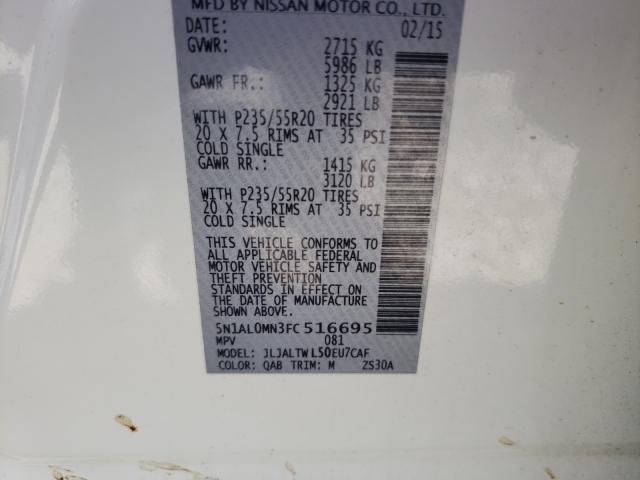 MFD BY NISSAN MOTOR CO., LTD.
DATE: 02/15
GVWR: 2715 KG
5986 LB
GAWR FR.: 1325 KG
2921 LB
WITH P235/55R20 TIRES
20 X 7.5 RIMS AT 35 PSI
COLD SINGLE
GAWR RR.: 1415 KG
3120 LB
WITH P235/55R20 TIRES
20 X 7.5 RIMS AT 35 PSI
COLD SINGLE
THIS VEHICLE CONFORMS TO
ALL APPLICABLE FEDERAL
MOTOR VEHICLE SAFETY AND
THEFT PREVENTION
STANDARDS IN EFFECT ON
THE DATE OF MANUFACTURE
SHOWN ABOVE.
5N1AL0MN3FC516695
MPV 081
MODEL: JLJALTWL50EU7CAF
COLOR: QAB TRIM: M ZS30A